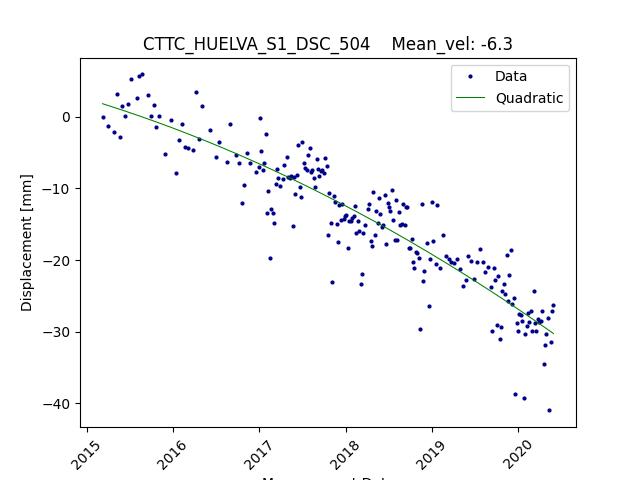 CTTC_HUELVA_S1_DSC_504    Mean_vel: -6.3
Data
Quadratic
Displacement [mm]
0
−10
−20
−30
−40
2015
2016
2017
2018
2019
2020